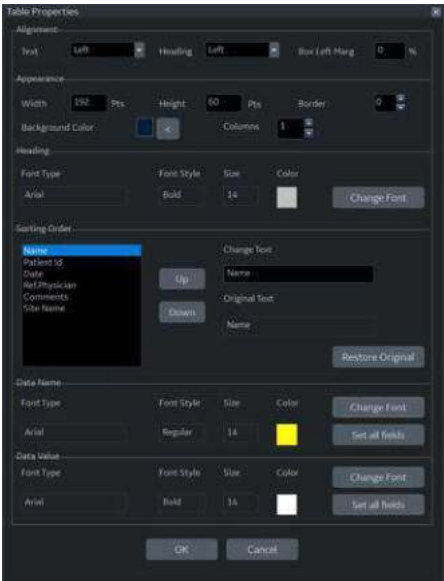 Table Properties
Alignment
Text Left Heading Left Box Left Marg 0 %
Appearance
Width 192 Pts Height 60 Pts Border 0
Background Color < Columns 1
Heading
Font Type Font Style Size Color
Arial Bold 14 Change Font
Sorting Order
Name
Patient Id
Date
Ref.Physician
Comments
Site Name
Up
Down
Change Text
Name
Original Text
Name
Restore Original
Data Name
Font Type Font Style Size Color Change Font
Arial Regular 14 Set all fields
Data Value
Font Type Font Style Size Color Change Font
Arial Bold 14 Set all fields
OK Cancel